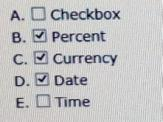 A. ☐ Checkbox
B. ☑ Percent
C. ☑ Currency
D. ☑ Date
E. ☐ Time